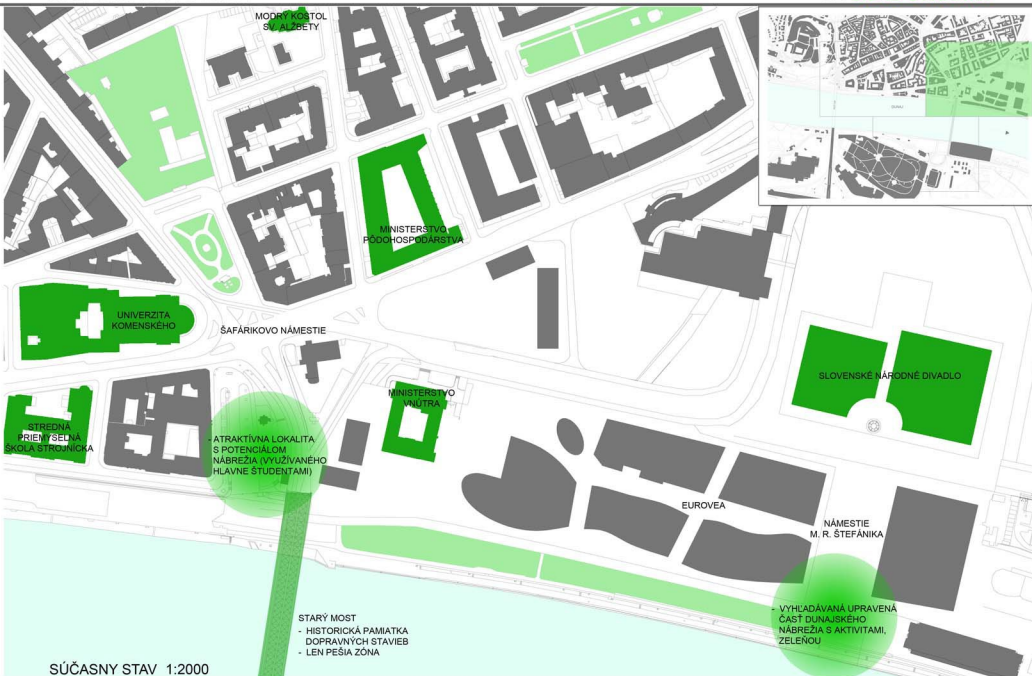 MODRÝ KOSTOL
SV. ALŽBETY
MINISTERSTVO
PÔDOHOSPODÁRSTVA
UNIVERZITA
KOMENSKÉHO
ŠAFÁRIKOVO NÁMESTIE
SLOVENSKÉ NÁRODNÉ DIVADLO
MINISTERSTVO
VNÚTRA
STREDNÁ
PRIEMYSELNÁ
ŠKOLA STROJNÍCKA
- ATRAKTÍVNA LOKALITA
S POTENCIÁLOM
NÁBREŽIA (VYUŽÍVANÉHO
HLAVNE ŠTUDENTAMI)
EUROVEA
NÁMESTIE
M. R. ŠTEFÁNIKA
- VYHĽADÁVANÁ UPRAVENÁ
ČASŤ DUNAJSKÉHO
NÁBREŽIA S AKTIVITAMI,
ZELEŇOU
STARÝ MOST
- HISTORICKÁ PAMIATKA
DOPRAVNÝCH STAVIEB
- LEN PEŠIA ZÓNA
SÚČASNY STAV 1:2000